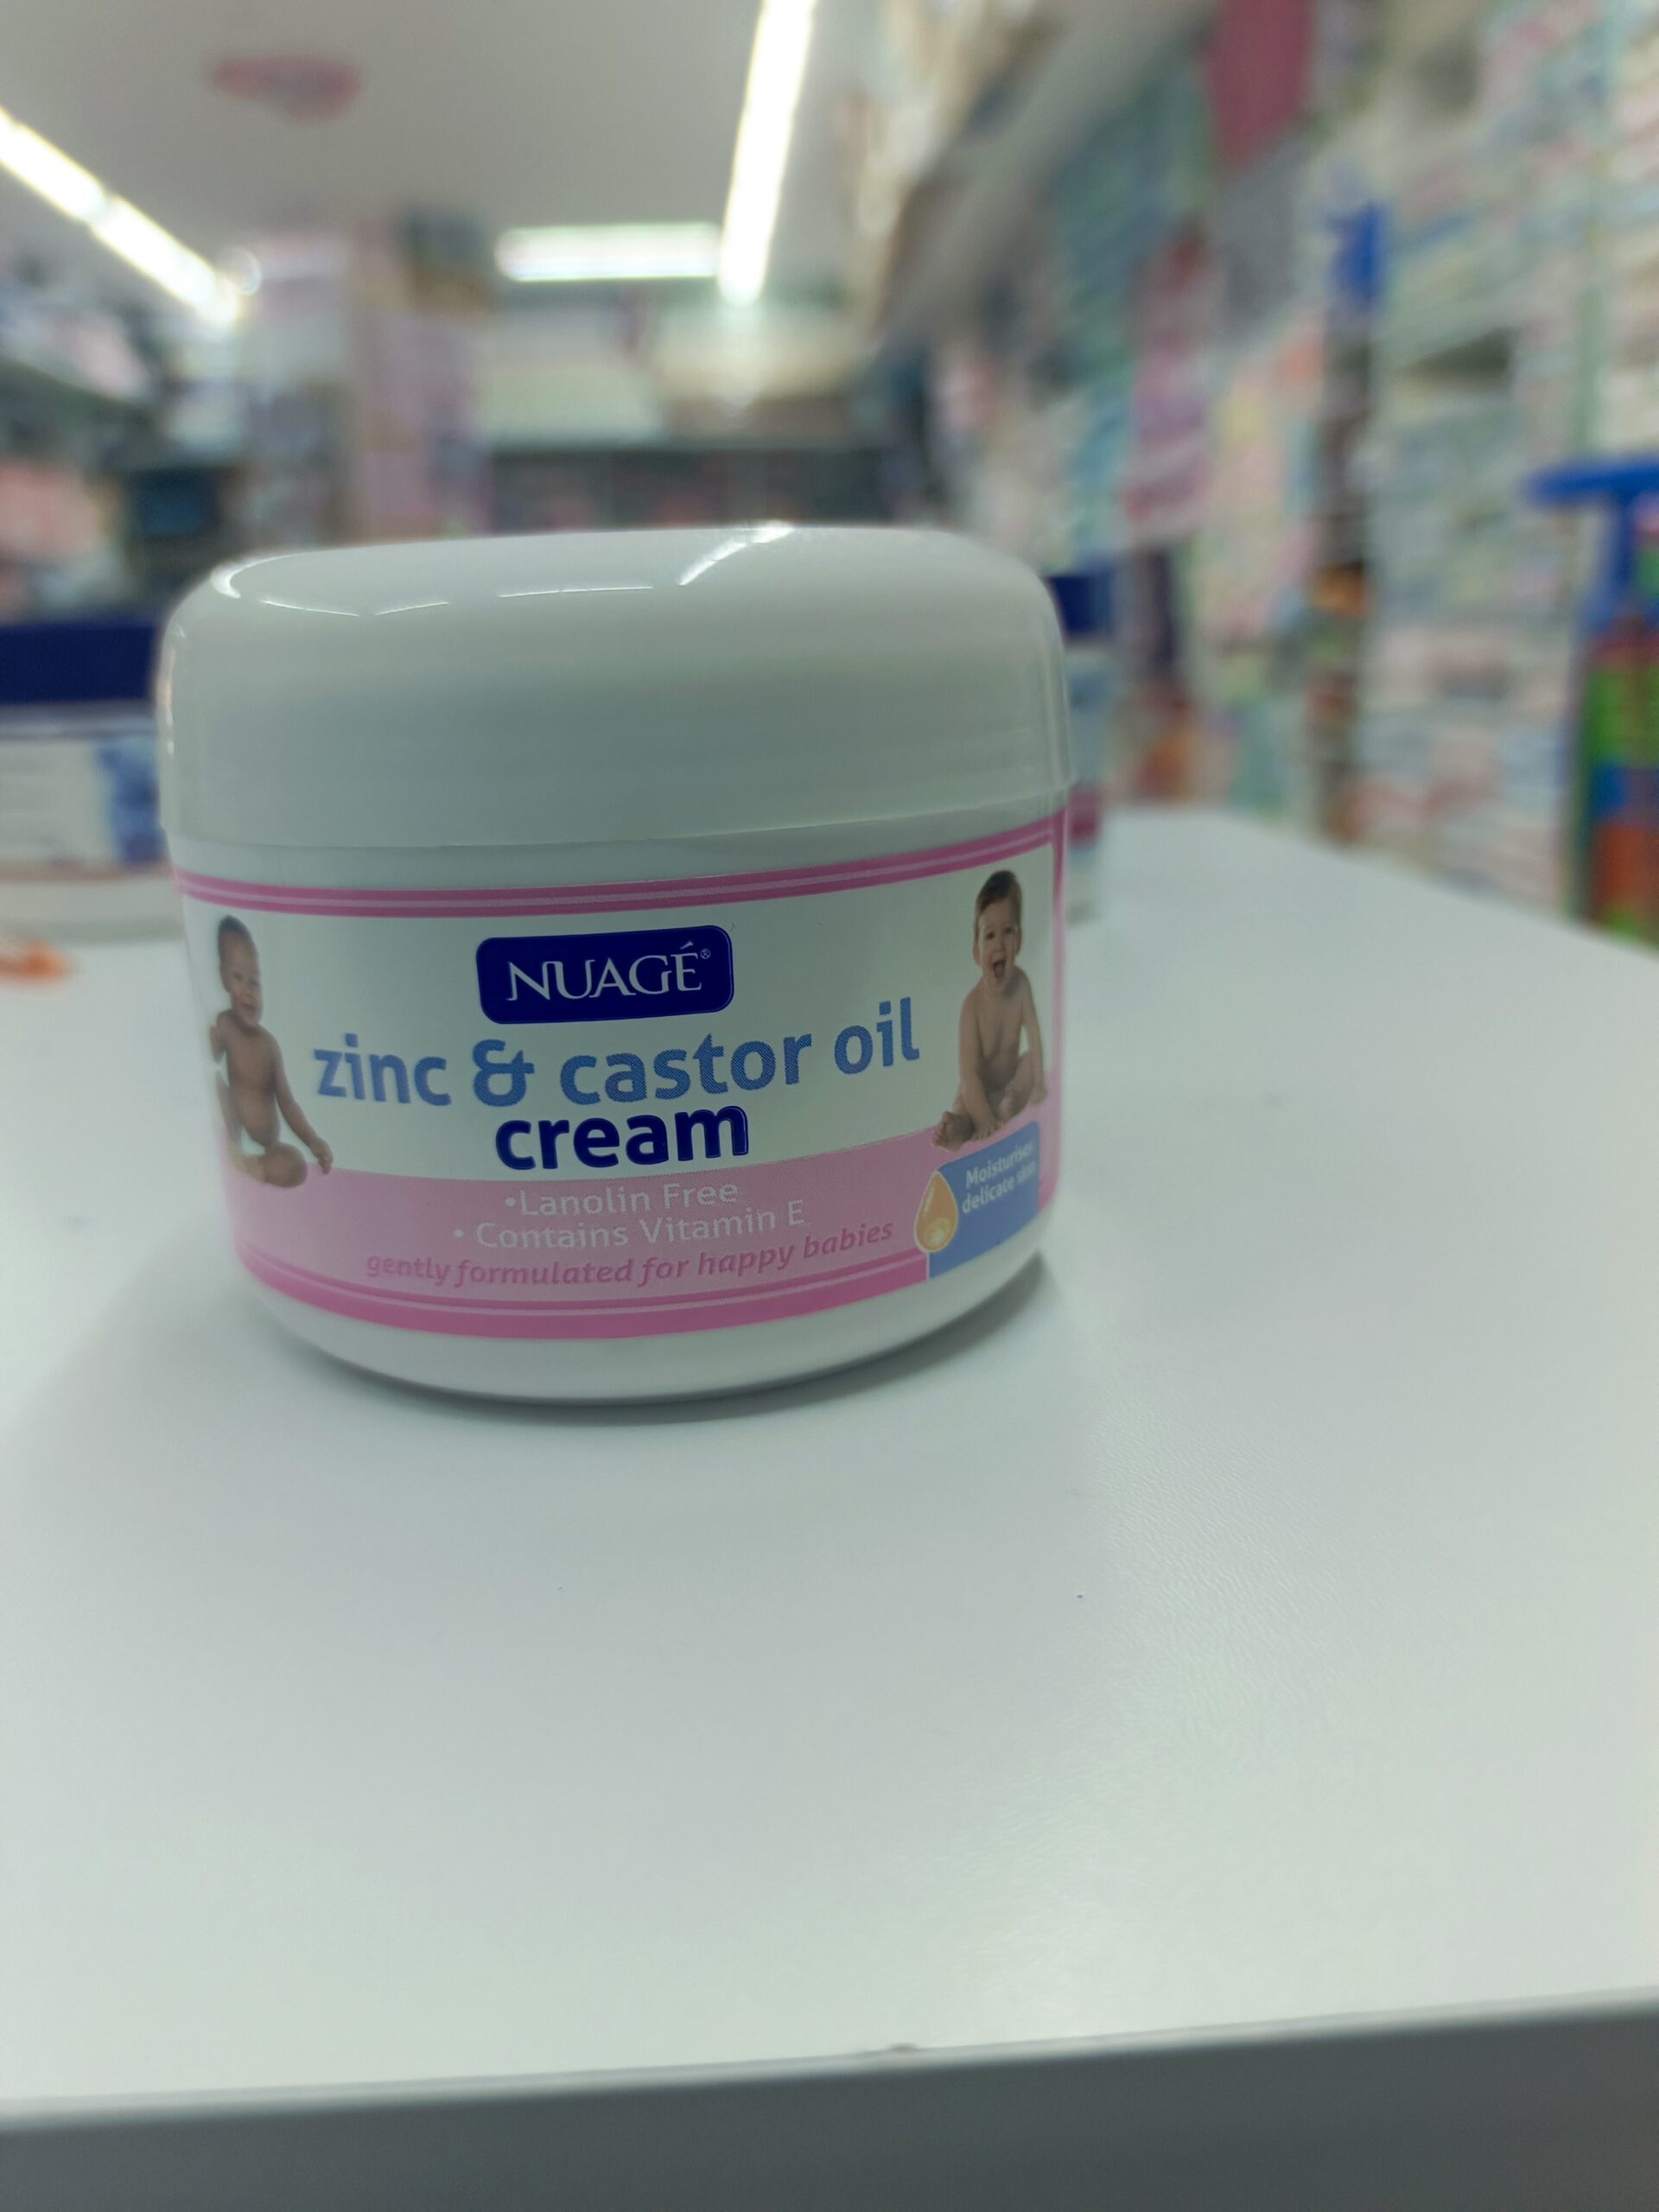 NUAGÉ®
zinc & castor oil
cream
•Lanolin Free
• Contains Vitamin E
gently formulated for happy babies
Moisturises
delicate skin